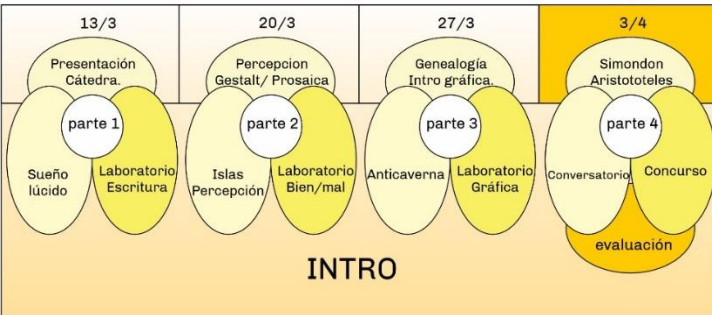 13/3
20/3
27/3
3/4
Presentación
Cátedra.
Percepcion
Gestalt/ Prosaica
Genealogía
Intro gráfica.
Simondon
Aristototeles
parte 1
parte 2
parte 3
parte 4
Sueño
lúcido
Laboratorio
Escritura
Islas
Percepción
Laboratorio
Bien/mal
Anticaverna
Laboratorio
Gráfica
Conversatorio
Concurso
evaluación
INTRO